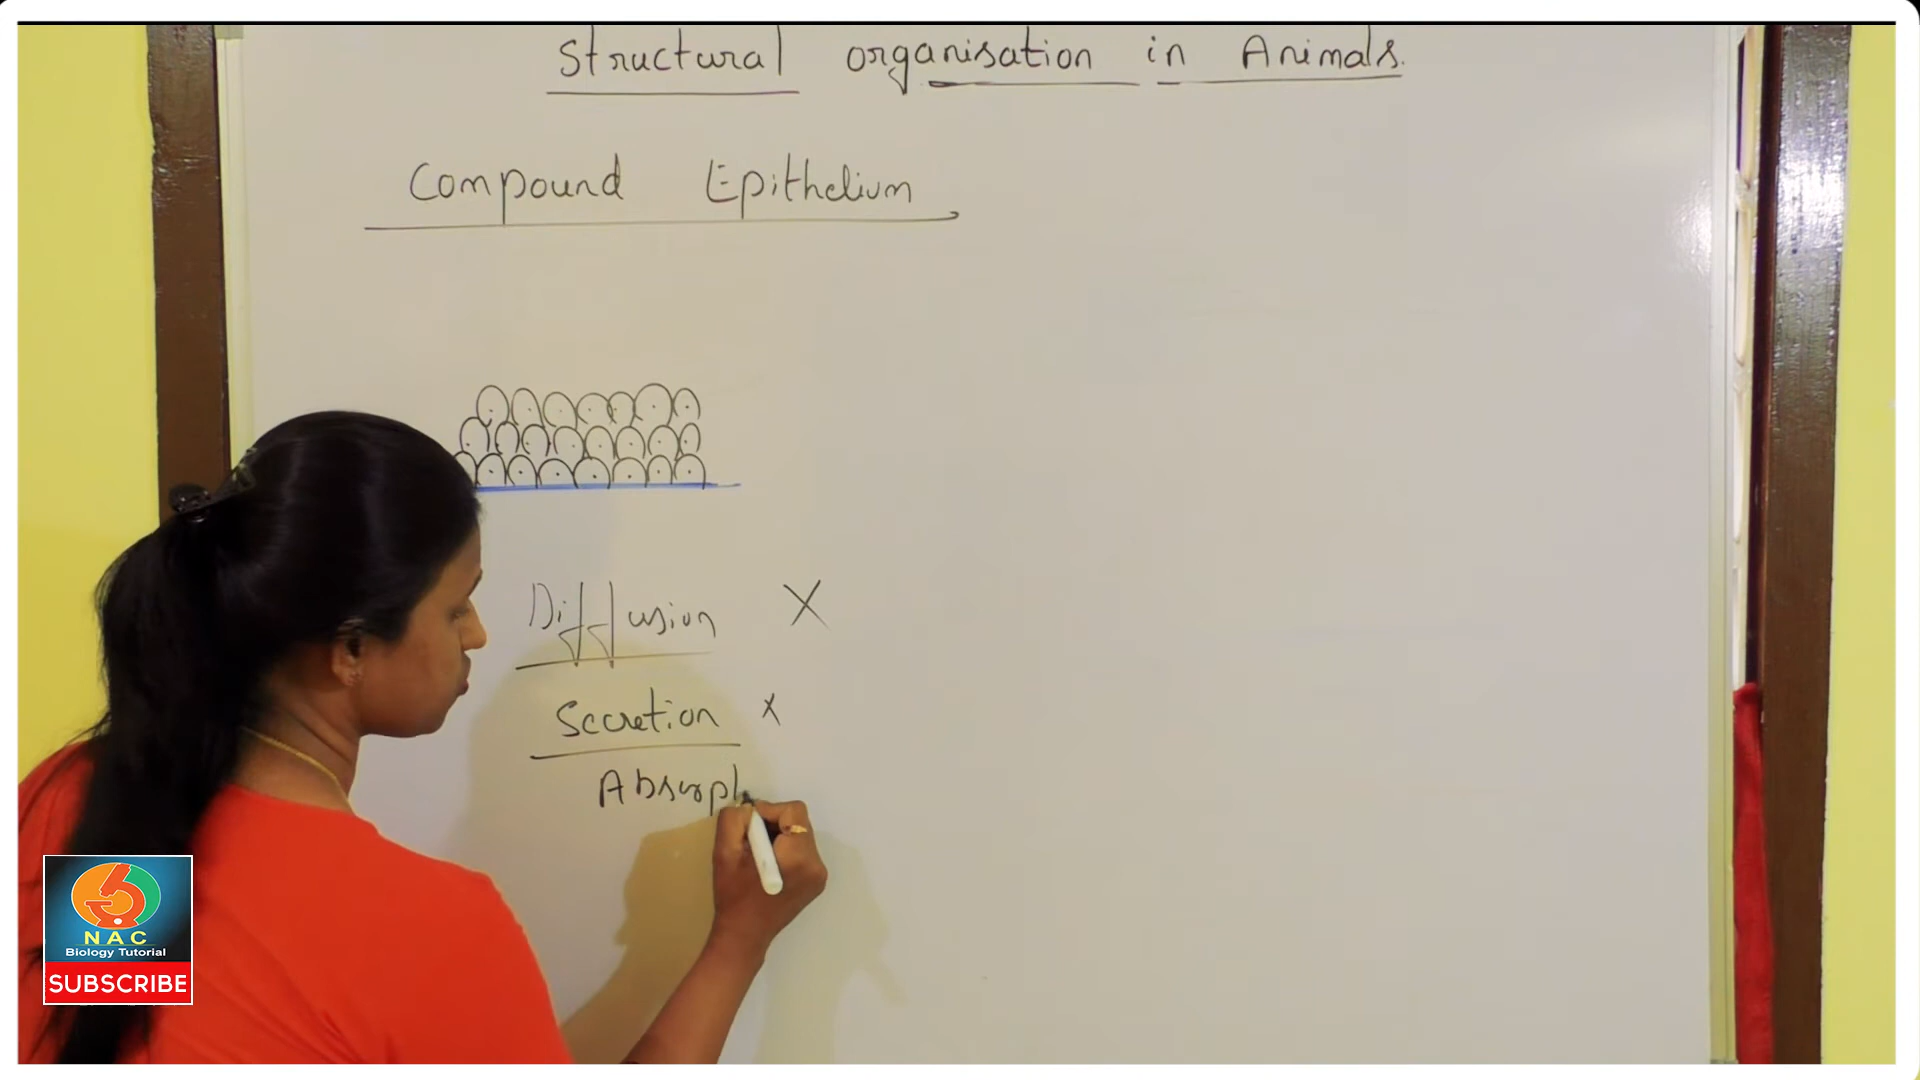 Structural organisation in Animals.
Compound Epithelium
Diffusion X
Secretion x
Absorpt
NAC
Biology Tutorial
SUBSCRIBE